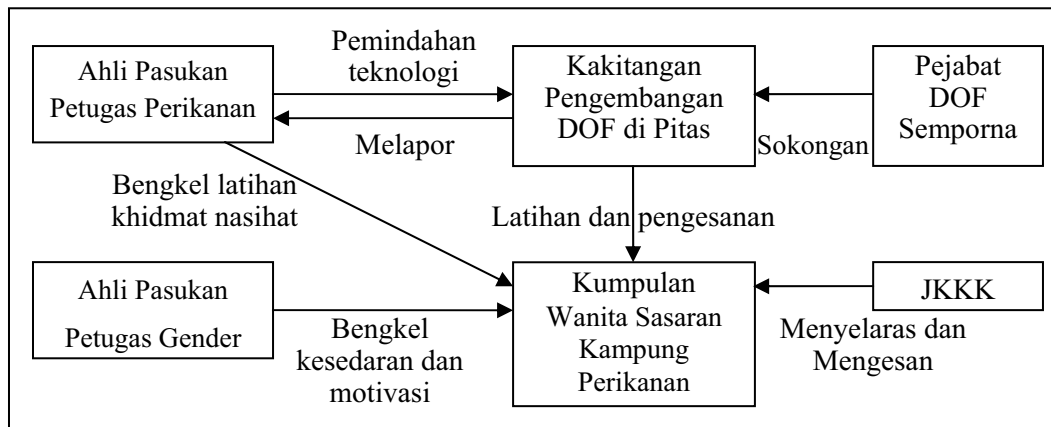 Ahli Pasukan
Petugas Perikanan
Pemindahan
teknologi
Melapor
Kakitangan
Pengembangan
DOF di Pitas
Sokongan
Pejabat
DOF
Semporna
Bengkel latihan
khidmat nasihat
Latihan dan pengesanan
Ahli Pasukan
Petugas Gender
Bengkel
kesedaran dan
motivasi
Kumpulan
Wanita Sasaran
Kampung
Perikanan
JKKK
Menyelaras dan
Mengesan